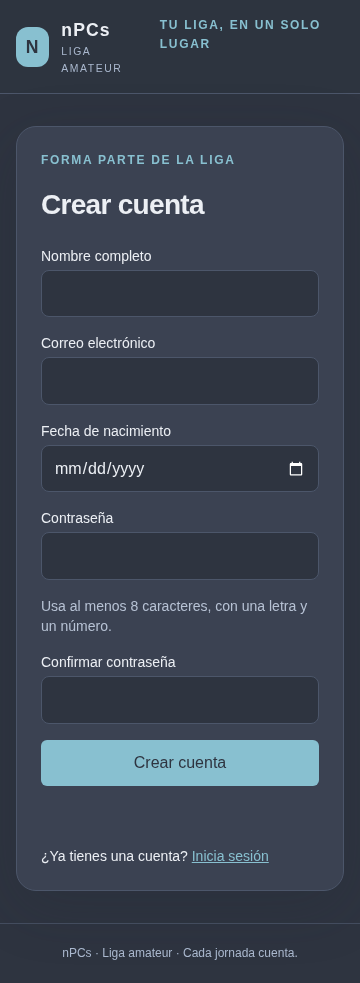 N
nPCs
LIGA
AMATEUR
TU LIGA, EN UN SOLO
LUGAR
FORMA PARTE DE LA LIGA
Crear cuenta
Nombre completo
Correo electrónico
Fecha de nacimiento
mm/dd/yyyy
Contraseña
Usa al menos 8 caracteres, con una letra y
un número.
Confirmar contraseña
Crear cuenta
¿Ya tienes una cuenta? Inicia sesión
nPCs · Liga amateur · Cada jornada cuenta.